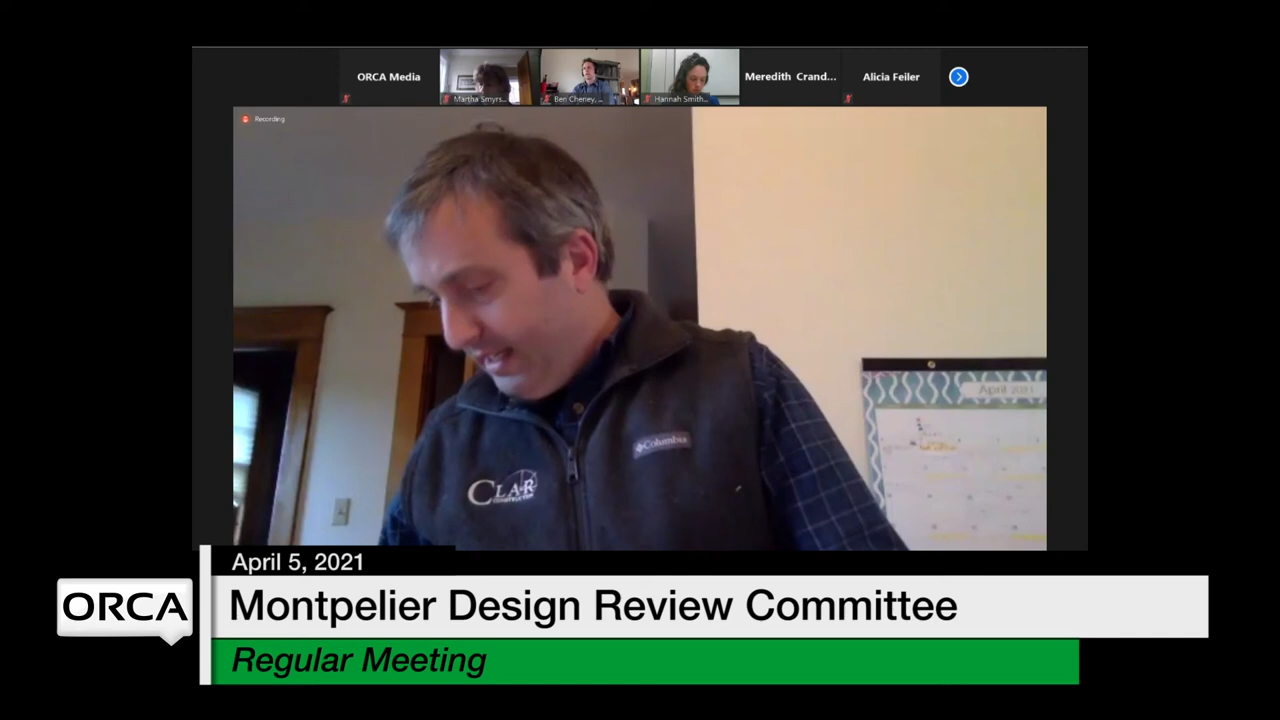 ORCA Media
Martha Smyrs...
Ben Cheney, ...
Hannah Smith...
Meredith Crand...
Alicia Feiler
Recording
April 2021
Columbia
CLAR
CONSTRUCTION
April 5, 2021
ORCA
Montpelier Design Review Committee
Regular Meeting